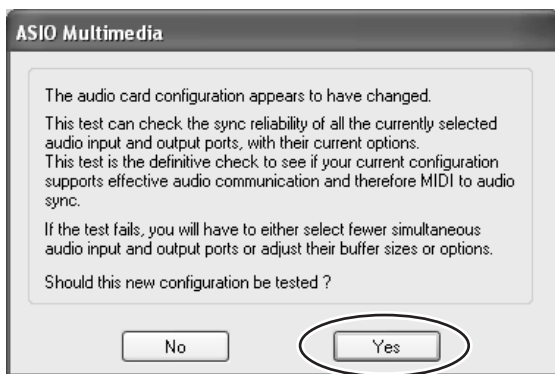 ASIO Multimedia
The audio card configuration appears to have changed.
This test can check the sync reliability of all the currently selected
audio input and output ports, with their current options.
This test is the definitive check to see if your current configuration
supports effective audio communication and therefore MIDI to audio
sync.
If the test fails, you will have to either select fewer simultaneous
audio input and output ports or adjust their buffer sizes or options.
Should this new configuration be tested ?
No
Yes